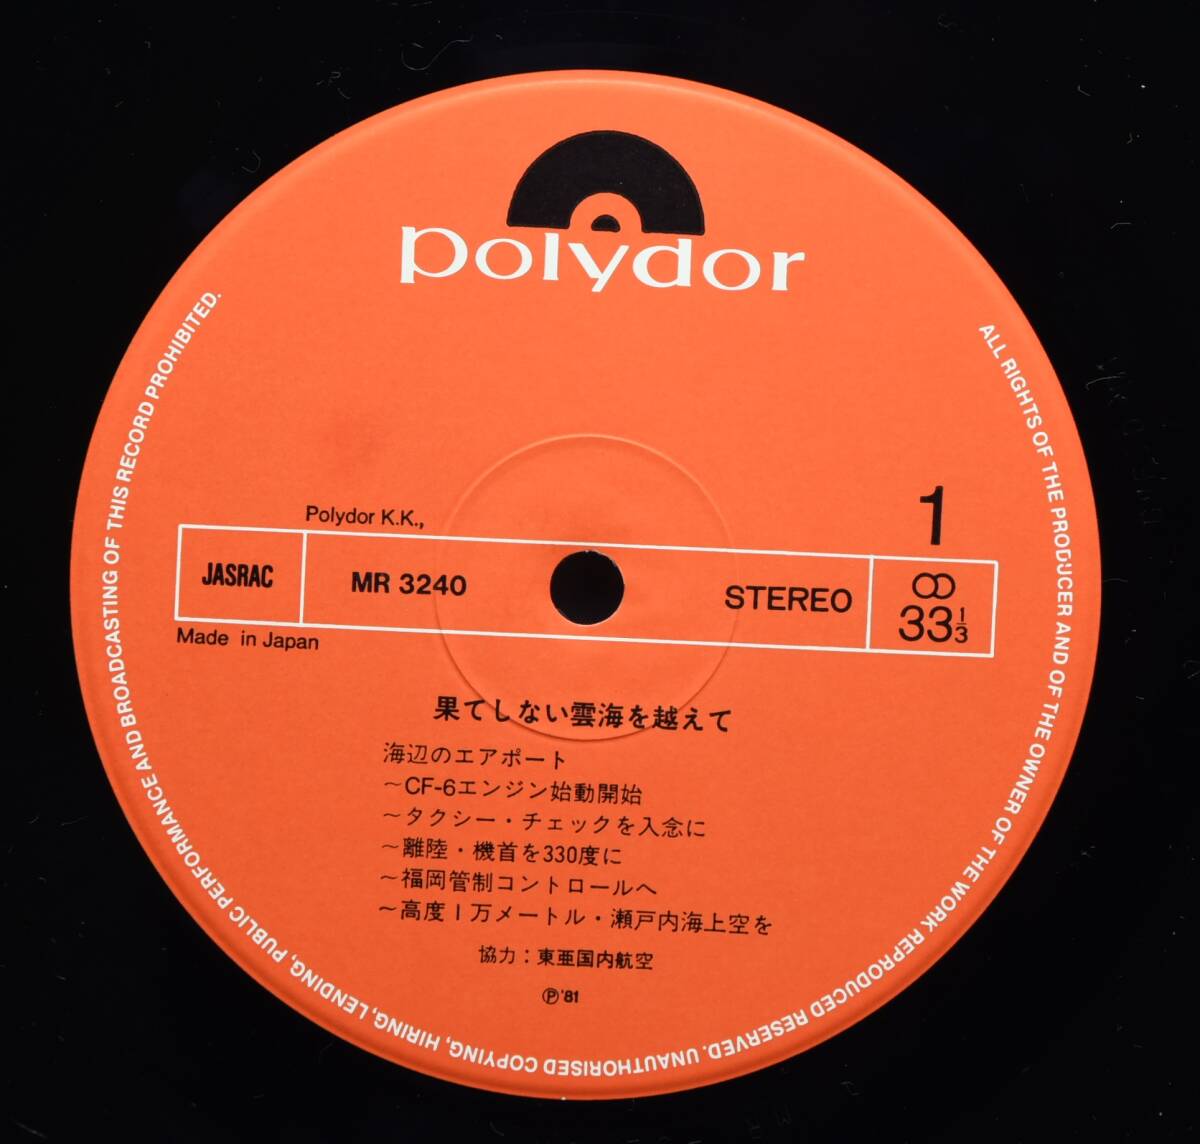 polydor
ALL RIGHTS OF THE PRODUCER AND OF THE OWNER OF THE WORK REPRODUCED RESERVED. UNAUTHORISED COPYING, HIRING, LENDING, PUBLIC PERFORMANCE AND BROADCASTING OF THIS RECORD PROHIBITED.
1
Polydor K.K.,
JASRAC MR 3240 STEREO 33 1/3
Made in Japan
果てしない雲海を越えて
海辺のエアポート
〜CF-6エンジン始動開始
〜タクシー・チェックを入念に
〜離陸・機首を330度に
〜福岡管制コントロールへ
〜高度1万メートル・瀬戸内海上空を
協力：東亜国内航空
Ⓟ'81